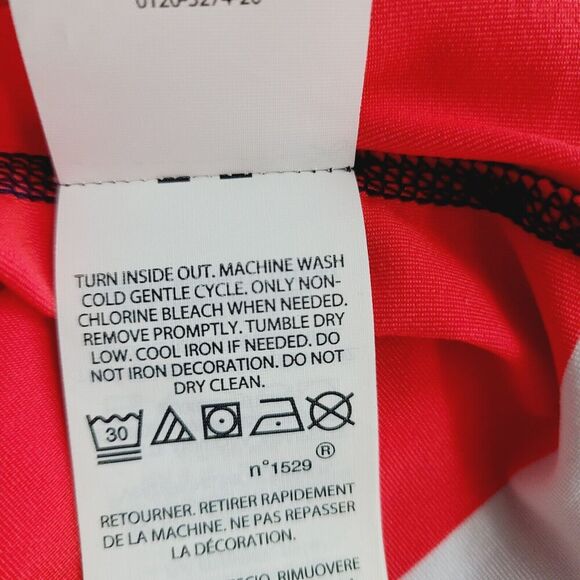 TURN INSIDE OUT. MACHINE WASH
COLD GENTLE CYCLE. ONLY NON-
CHLORINE BLEACH WHEN NEEDED.
REMOVE PROMPTLY. TUMBLE DRY
LOW. COOL IRON IF NEEDED. DO
NOT IRON DECORATION. DO NOT
DRY CLEAN.
30
®
n°1529
RETOURNER. RETIRER RAPIDEMENT
DE LA MACHINE. NE PAS REPASSER
LA DÉCORATION.
RIMUOVERE